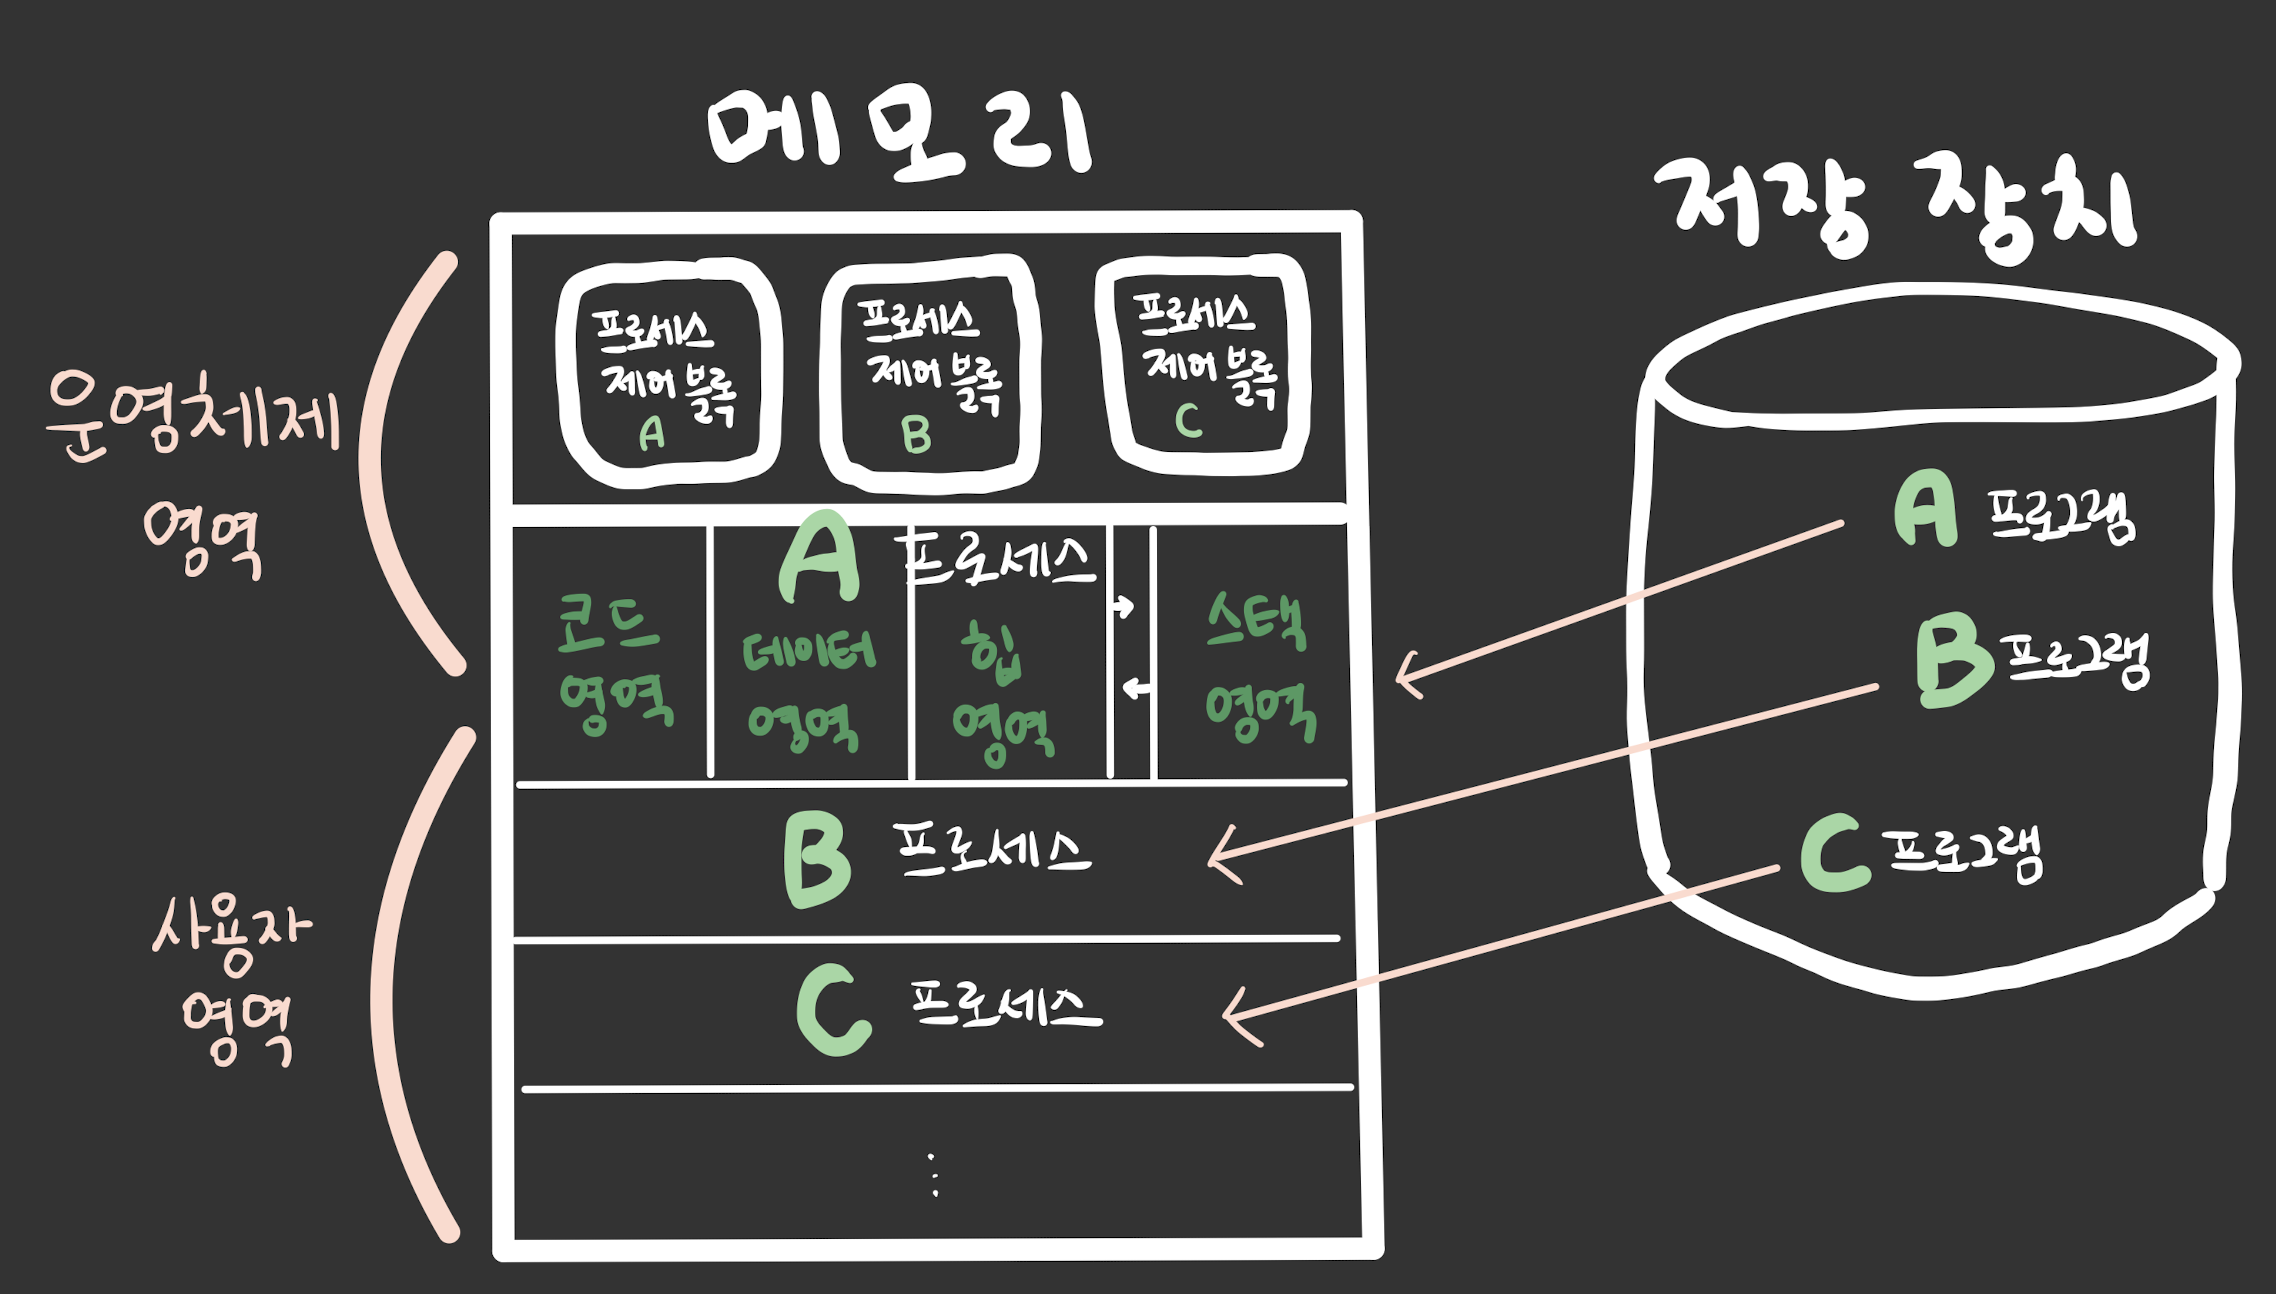 메모리
저장 장치
운영체제
영역
프로세스
제어 블록
A
프로세스
제어 블록
B
프로세스
제어 블록
C
A 프로세스
코드
영역
데이터
영역
힙
영역
스택
영역
B 프로세스
C 프로세스
⋮
사용자
영역
A 프로그램
B 프로그램
C 프로그램